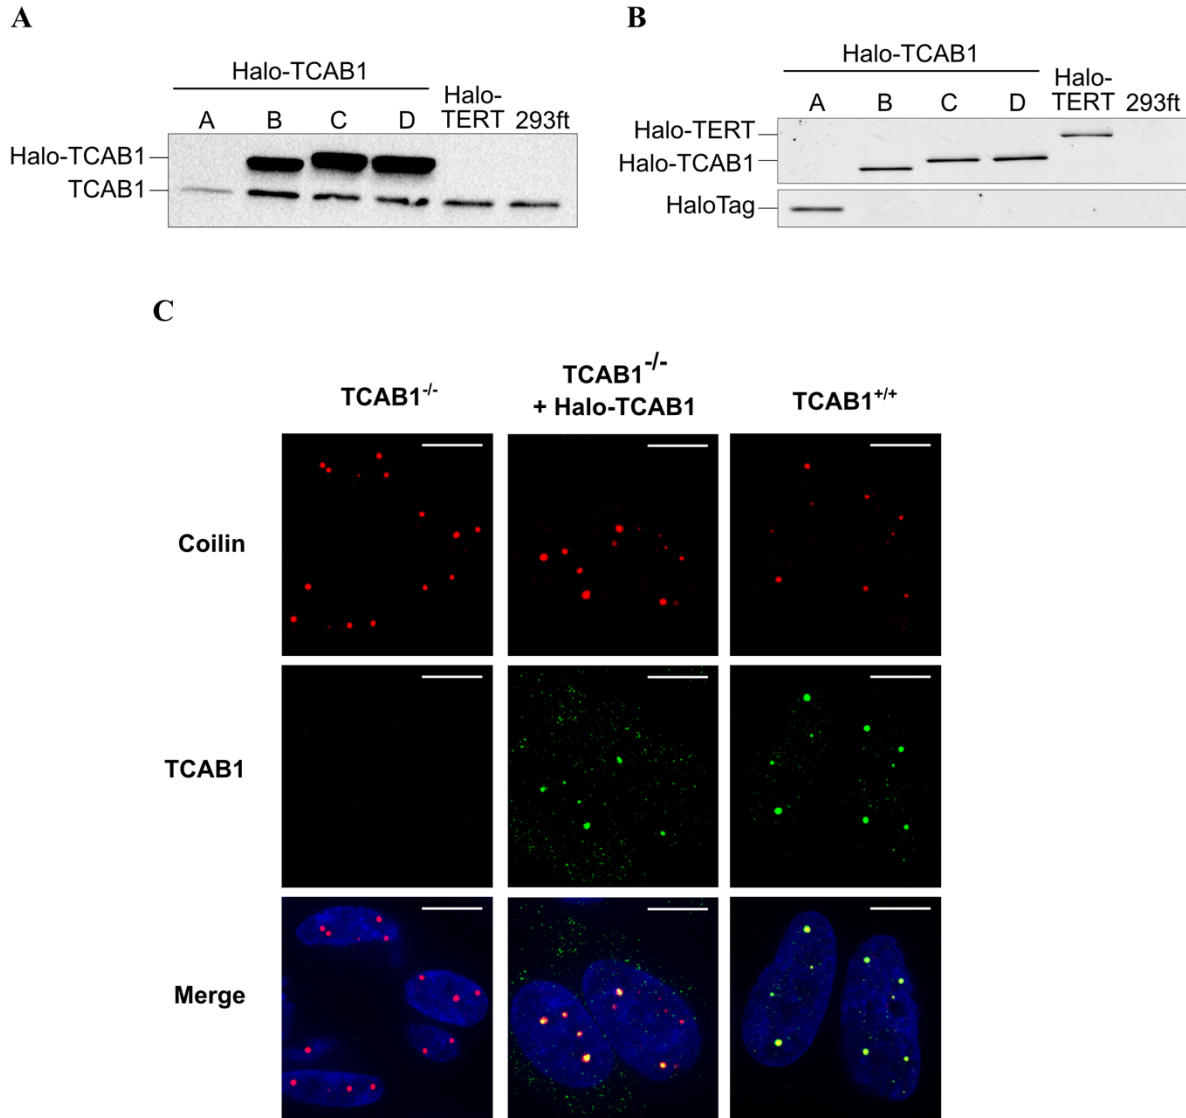 A
Halo-TCAB1
A B C D Halo-TERT 293ft
Halo-TCAB1
TCAB1
B
Halo-TCAB1
A B C D Halo-TERT 293ft
Halo-TERT
Halo-TCAB1
HaloTag
C
TCAB1-/-
TCAB1-/-
+ Halo-TCAB1
TCAB1+/+
Coilin
TCAB1
Merge